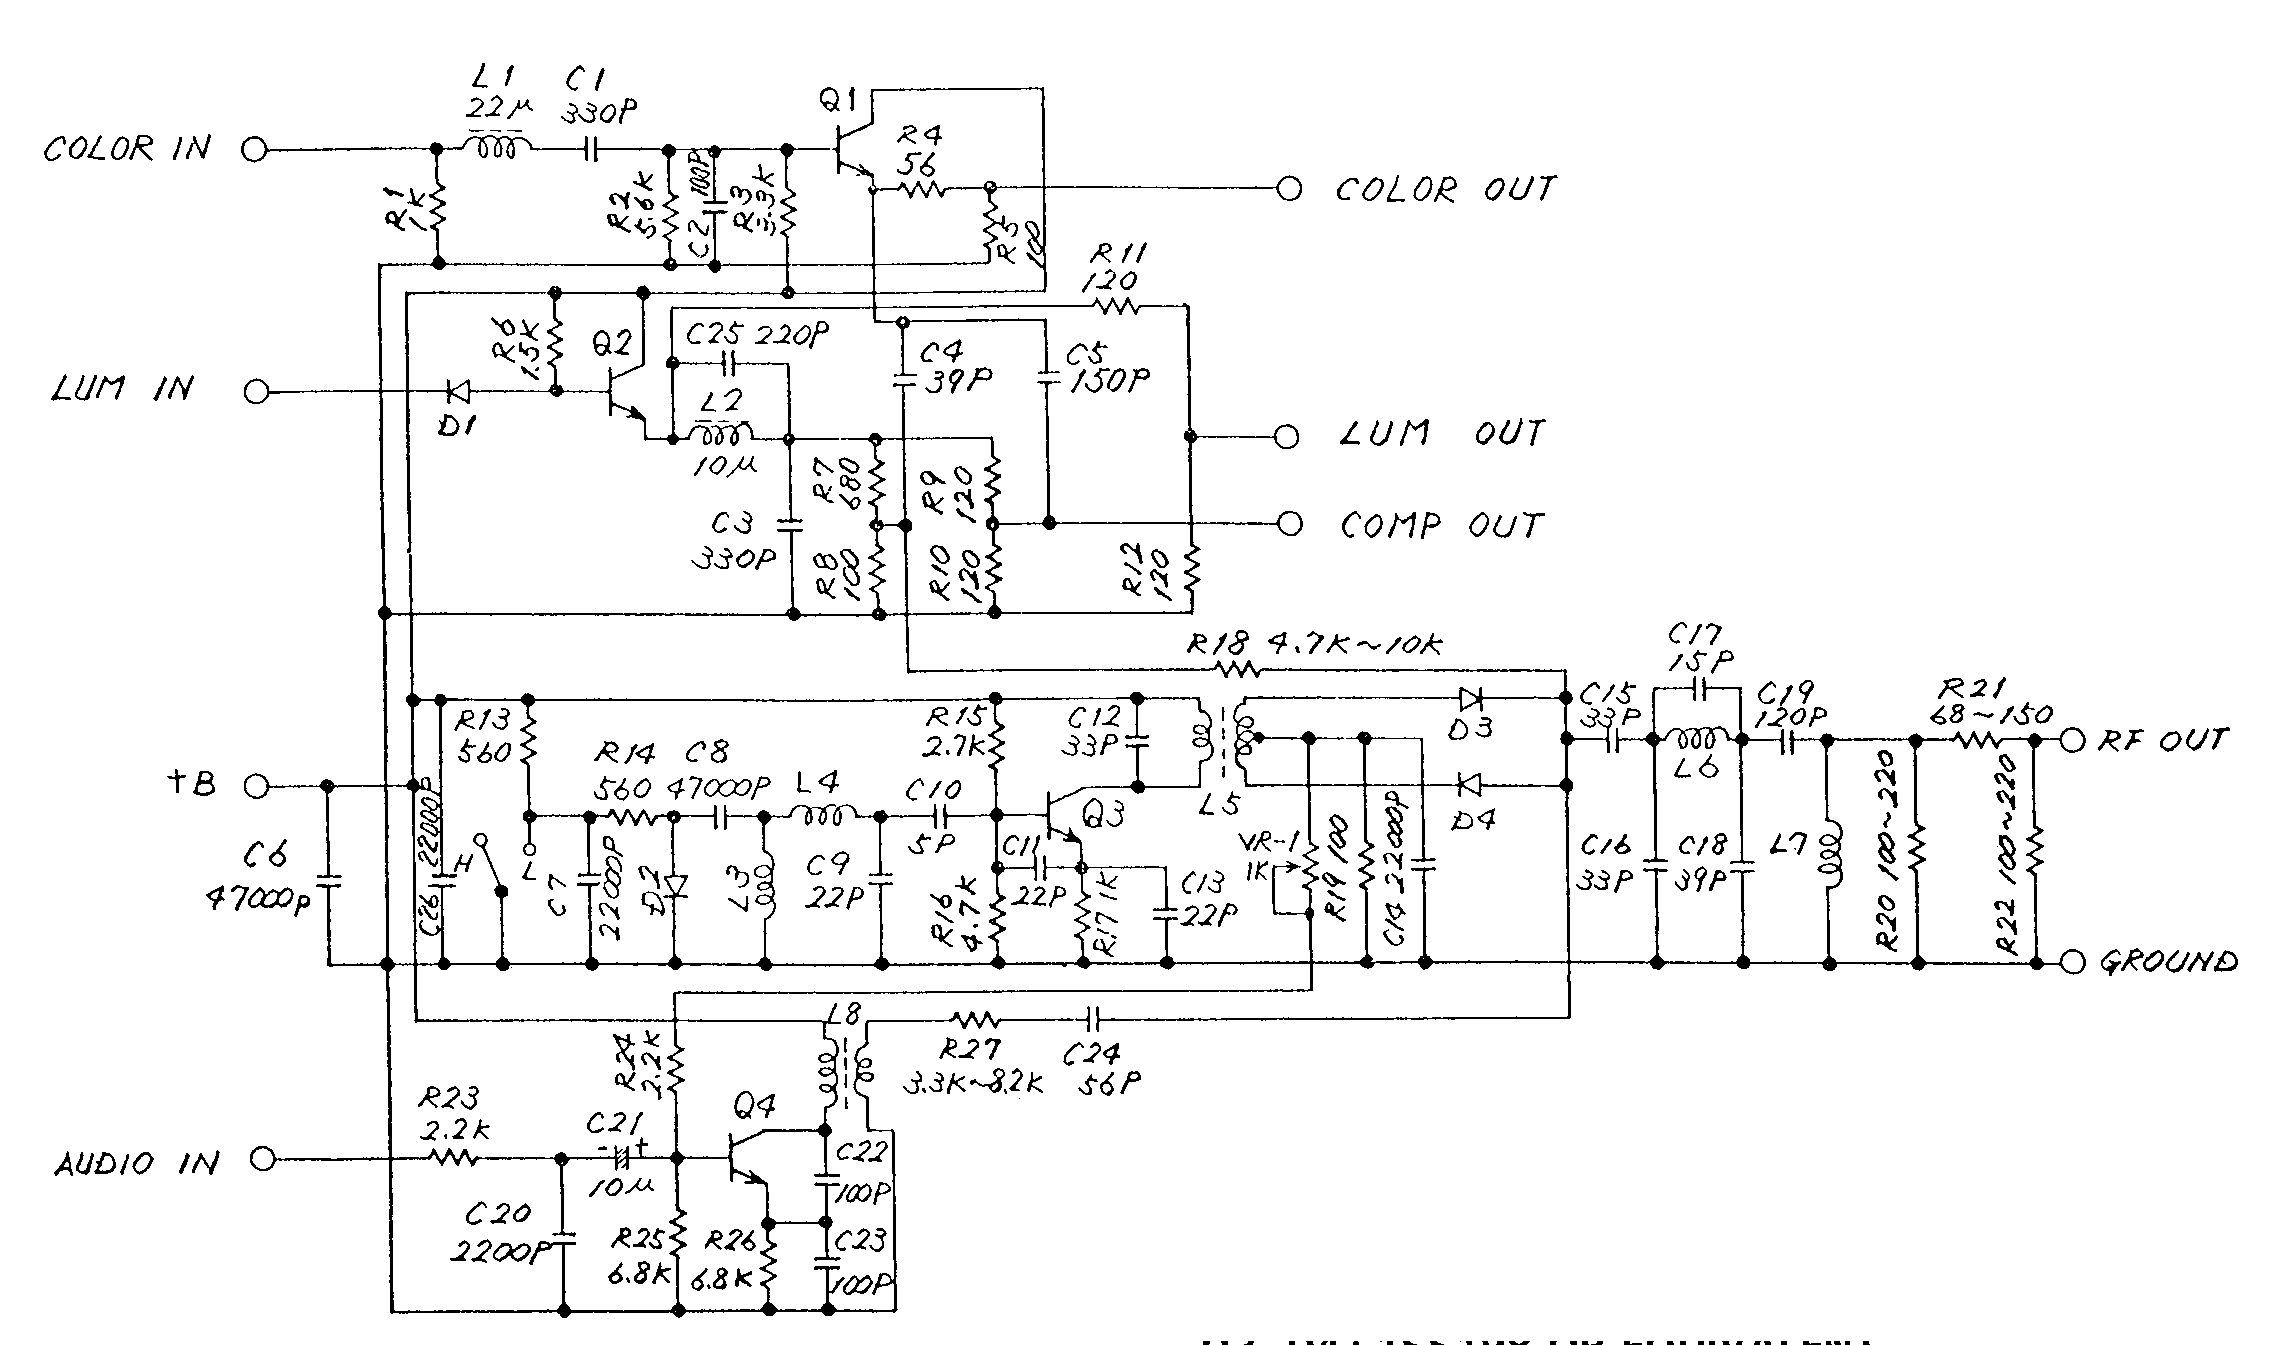 L1
22μ
C1
330P
Q1
COLOR IN
R4
56
COLOR OUT
R1
1K
R2
5.6K
C2 100P
R3
3.3K
R5
100
R11
120
R6
1.5K
Q2
C25 220P
C4
39P
C5
150P
LUM IN
D1
L2
10μ
LUM OUT
R7
680
R9
120
C3
330P
COMP OUT
R8
100
R10
120
R12
120
R18 4.7K~10K
C17
15P
R13
560
R14
560
C8
47000P
L4
C10
5P
R15
2.7K
C12
33P
L5
D3
D4
C15
33P
L6
C19
120P
R21
68~150
RF OUT
+B
C6
47000P
C26 22000P
H
L
C7
2200P
D2
L3
C9
22P
R16
4.7K
C11
22P
Q3
R17 1K
C13
22P
VR-1
1K
R19 100
C14 22000P
C16
33P
C18
39P
L7
R20 100~220
R22 100~220
GROUND
L8
R24
2.2K
R27
3.3K~8.2K
C24
56P
R23
2.2K
C21
- +
10μ
Q4
AUDIO IN
C22
100P
C20
2200P
R25
6.8K
R26
6.8K
C23
100P